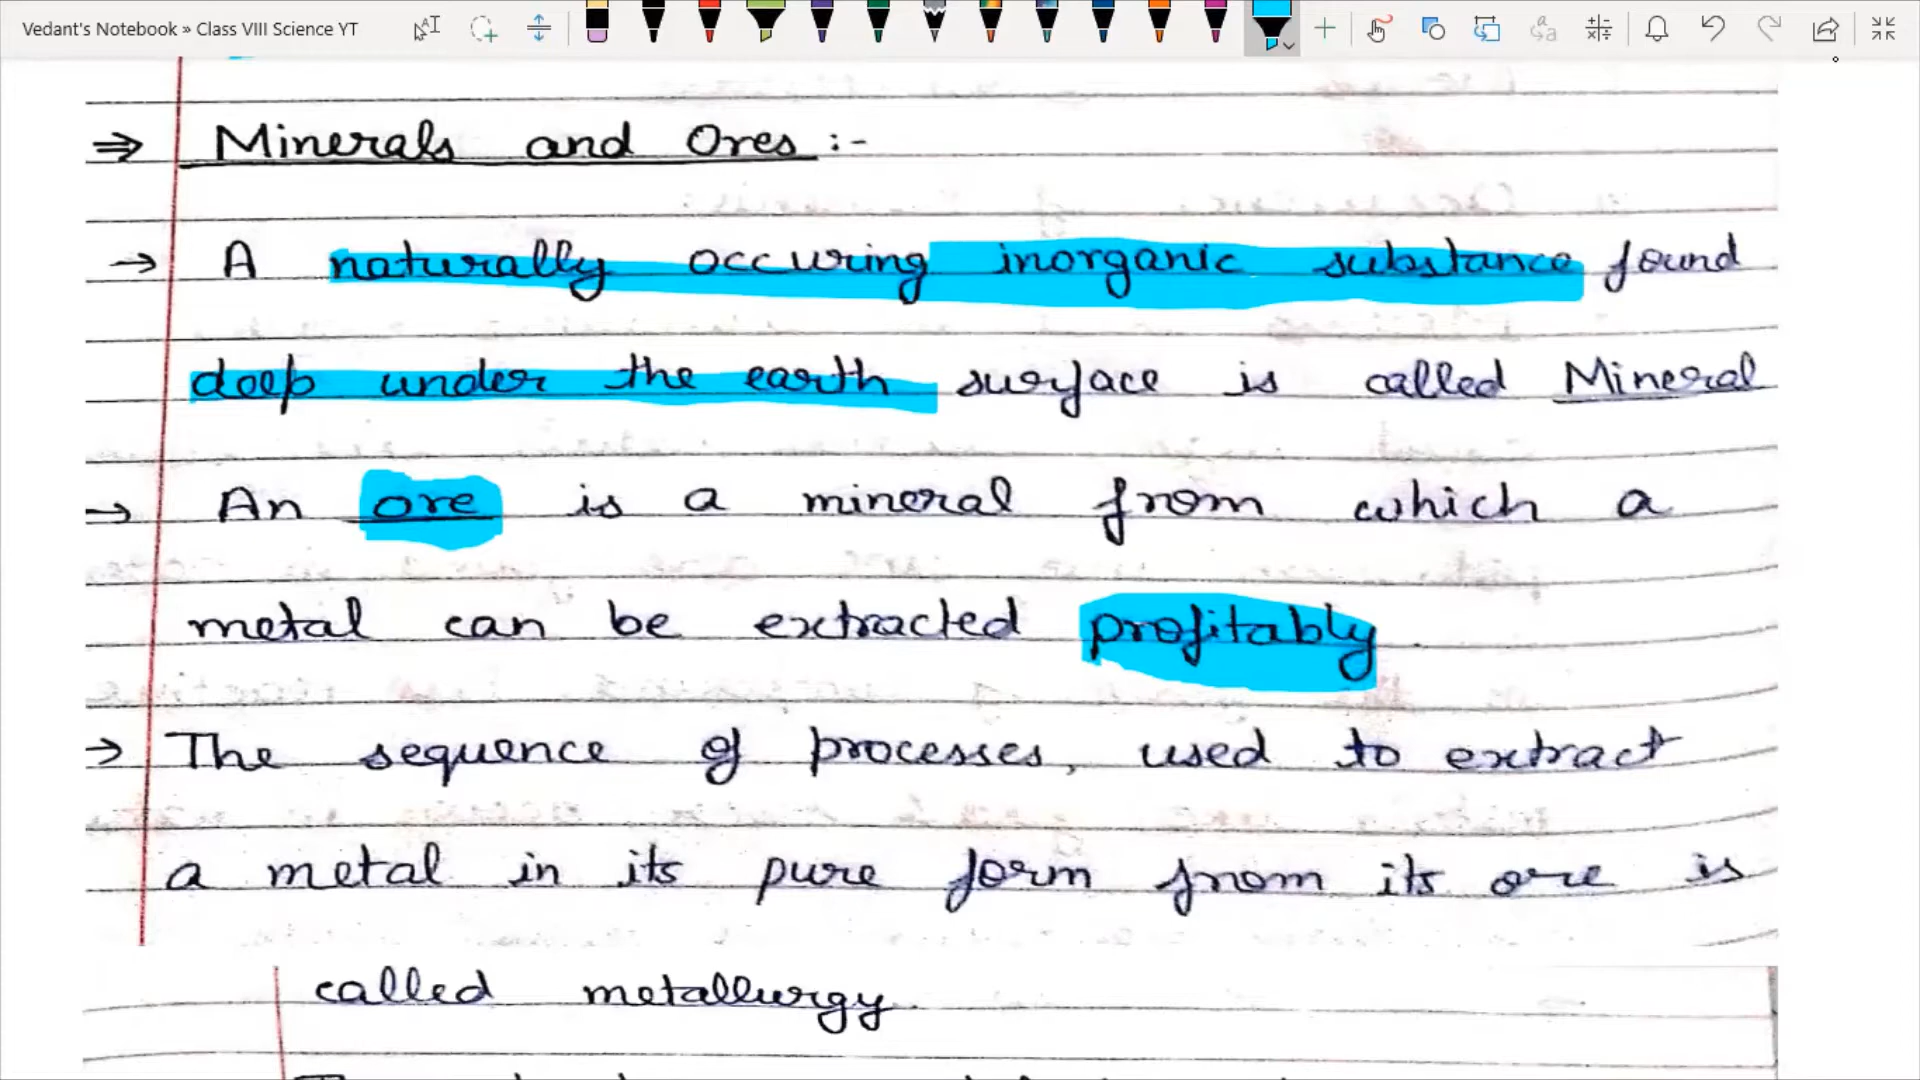 Vedant's Notebook » Class VIII Science YT
⇒ Minerals and Ores :-
→ A naturally occuring inorganic substance found
deep under the earth surface is called Mineral
→ An ore is a mineral from which a
metal can be extracted profitably
→ The sequence of processes, used to extract
a metal in its pure form from its ore is
called metallurgy